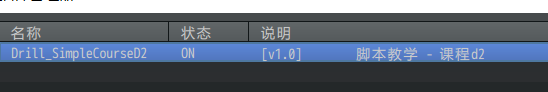 名称 状态 说明
Drill_SimpleCourseD2 ON [v1.0] 脚本教学 - 课程d2